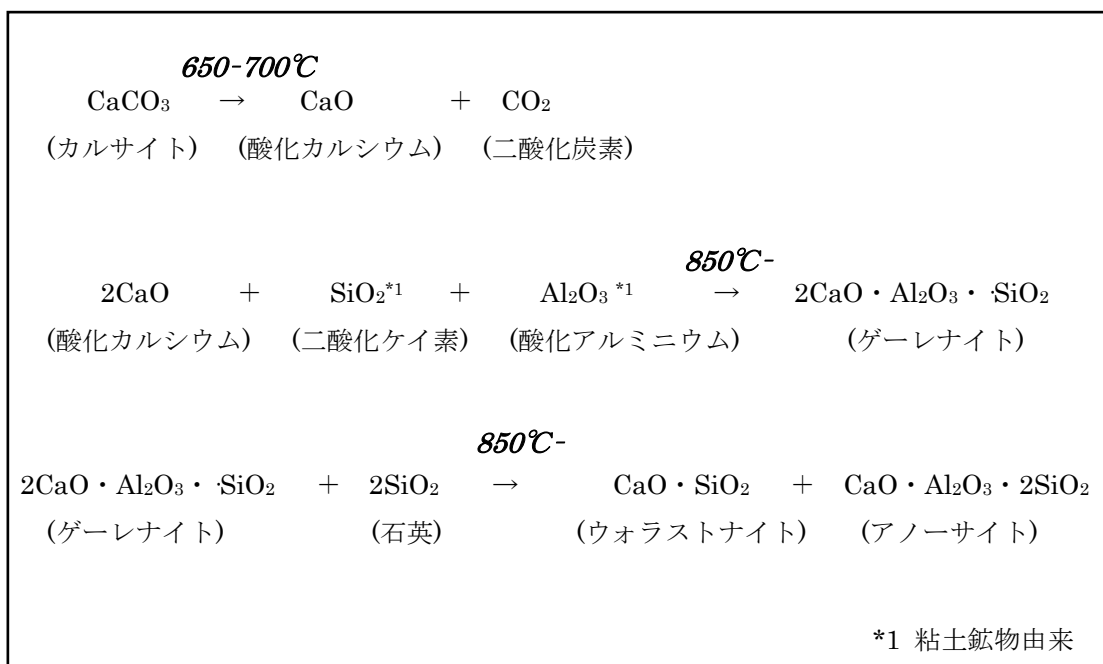 650-700℃
CaCO₃ → CaO + CO₂
(カルサイト) (酸化カルシウム) (二酸化炭素)
850℃-
2CaO + SiO₂*1 + Al₂O₃ *1 → 2CaO・Al₂O₃・·SiO₂
(酸化カルシウム) (二酸化ケイ素) (酸化アルミニウム) (ゲーレナイト)
850℃-
2CaO・Al₂O₃・·SiO₂ + 2SiO₂ → CaO・SiO₂ + CaO・Al₂O₃・2SiO₂
(ゲーレナイト) (石英) (ウォラストナイト) (アノーサイト)
*1 粘土鉱物由来